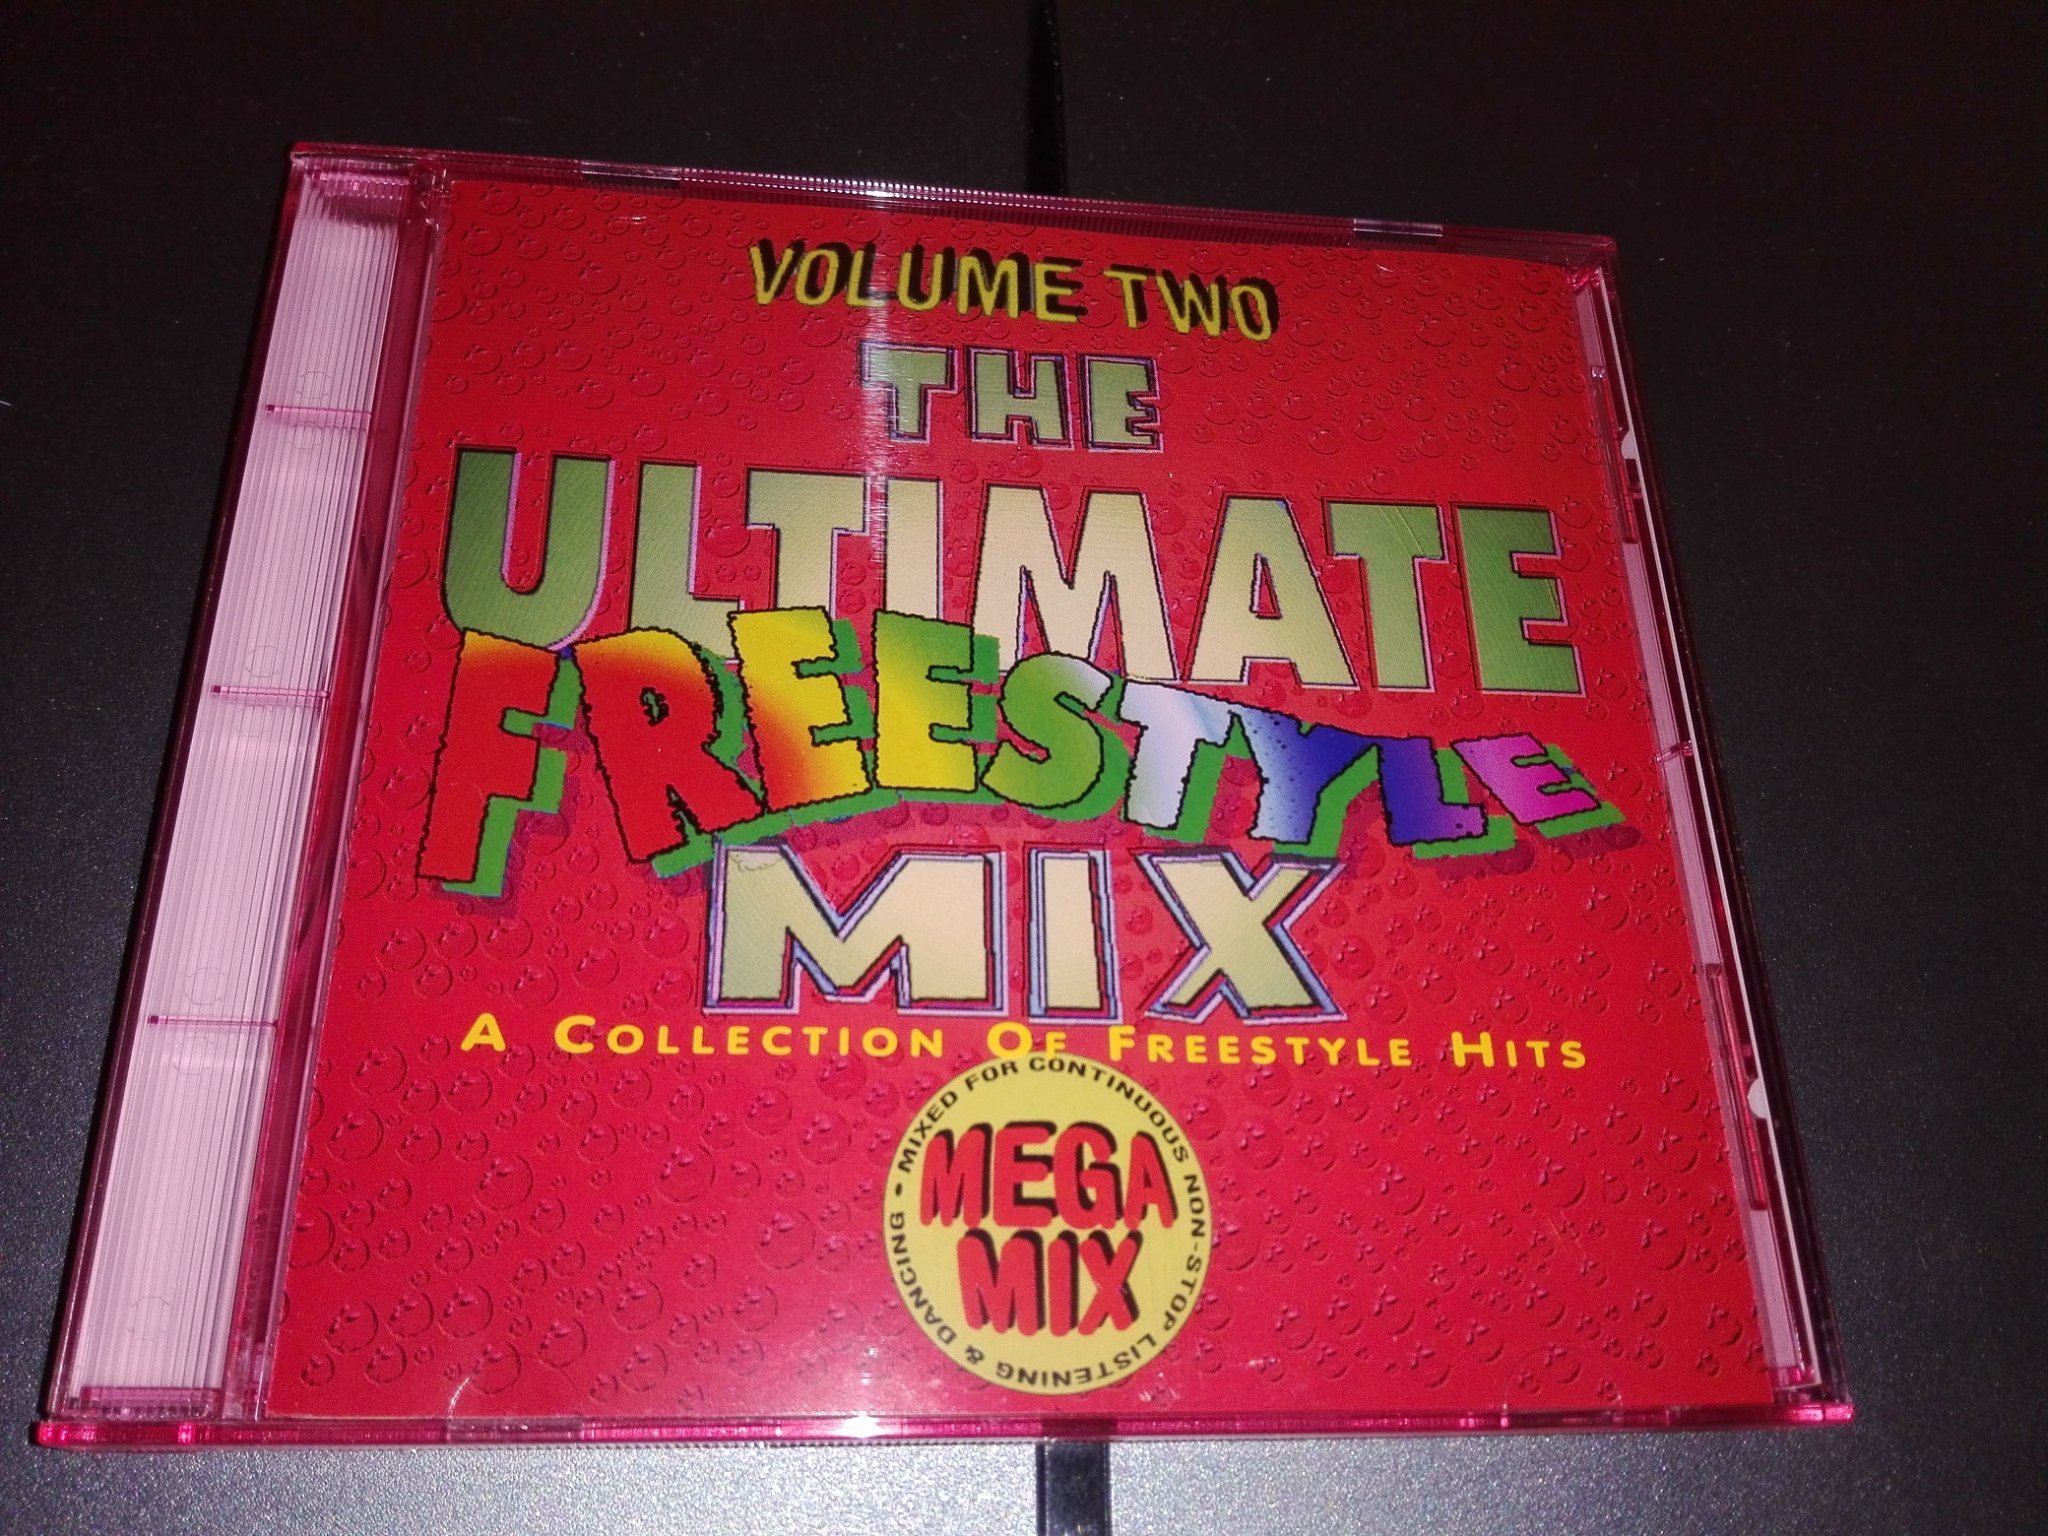 VOLUME TWO
THE
ULTIMATE
FREESTYLE
MIX
A COLLECTION OF FREESTYLE HITS
MIXED FOR CONTINUOUS NON-STOP LISTENING & DANCING •
MEGA
MIX